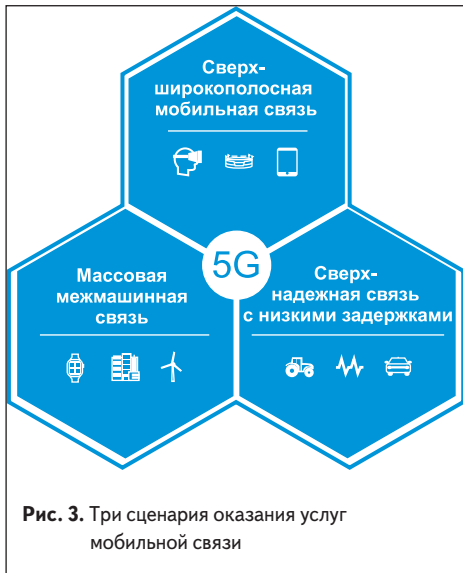 Сверх-
широкополосная
мобильная связь
5G
Массовая
межмашинная
связь
Сверх-
надежная связь
с низкими задержками
Рис. 3. Три сценария оказания услуг
мобильной связи